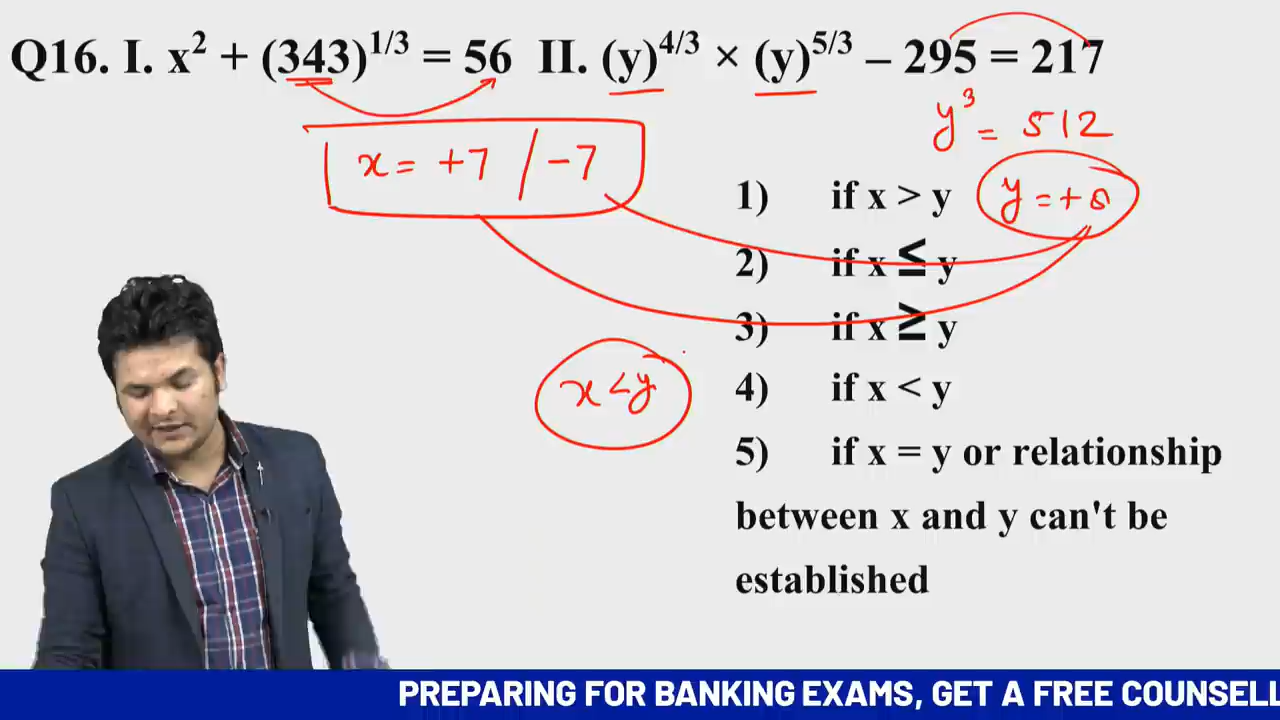 Q16. I. x² + (343)^1/3 = 56 II. (y)^4/3 × (y)^5/3 – 295 = 217
y³ = 512
x = +7 / -7
1) if x > y
y = +8
2) if x ≤ y
3) if x ≥ y
x < y
4) if x < y
5) if x = y or relationship
between x and y can't be
established
PREPARING FOR BANKING EXAMS, GET A FREE COUNSELL